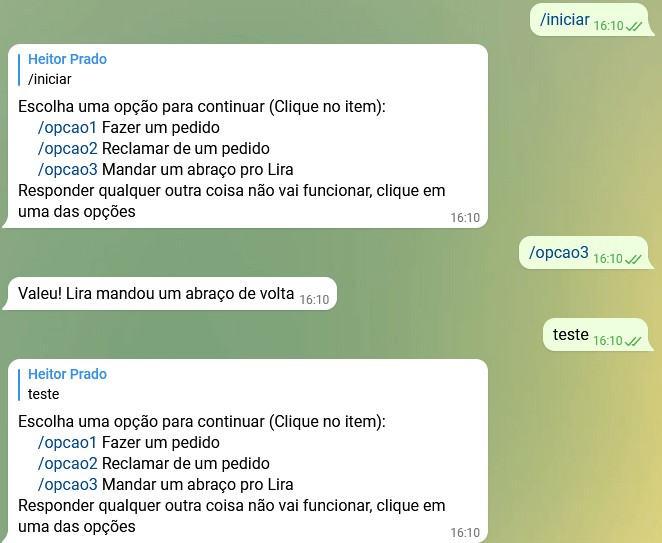 /iniciar 16:10
Heitor Prado
/iniciar
Escolha uma opção para continuar (Clique no item):
/opcao1 Fazer um pedido
/opcao2 Reclamar de um pedido
/opcao3 Mandar um abraço pro Lira
Responder qualquer outra coisa não vai funcionar, clique em
uma das opções
16:10
/opcao3 16:10
Valeu! Lira mandou um abraço de volta 16:10
teste 16:10
Heitor Prado
teste
Escolha uma opção para continuar (Clique no item):
/opcao1 Fazer um pedido
/opcao2 Reclamar de um pedido
/opcao3 Mandar um abraço pro Lira
Responder qualquer outra coisa não vai funcionar, clique em
uma das opções
16:10